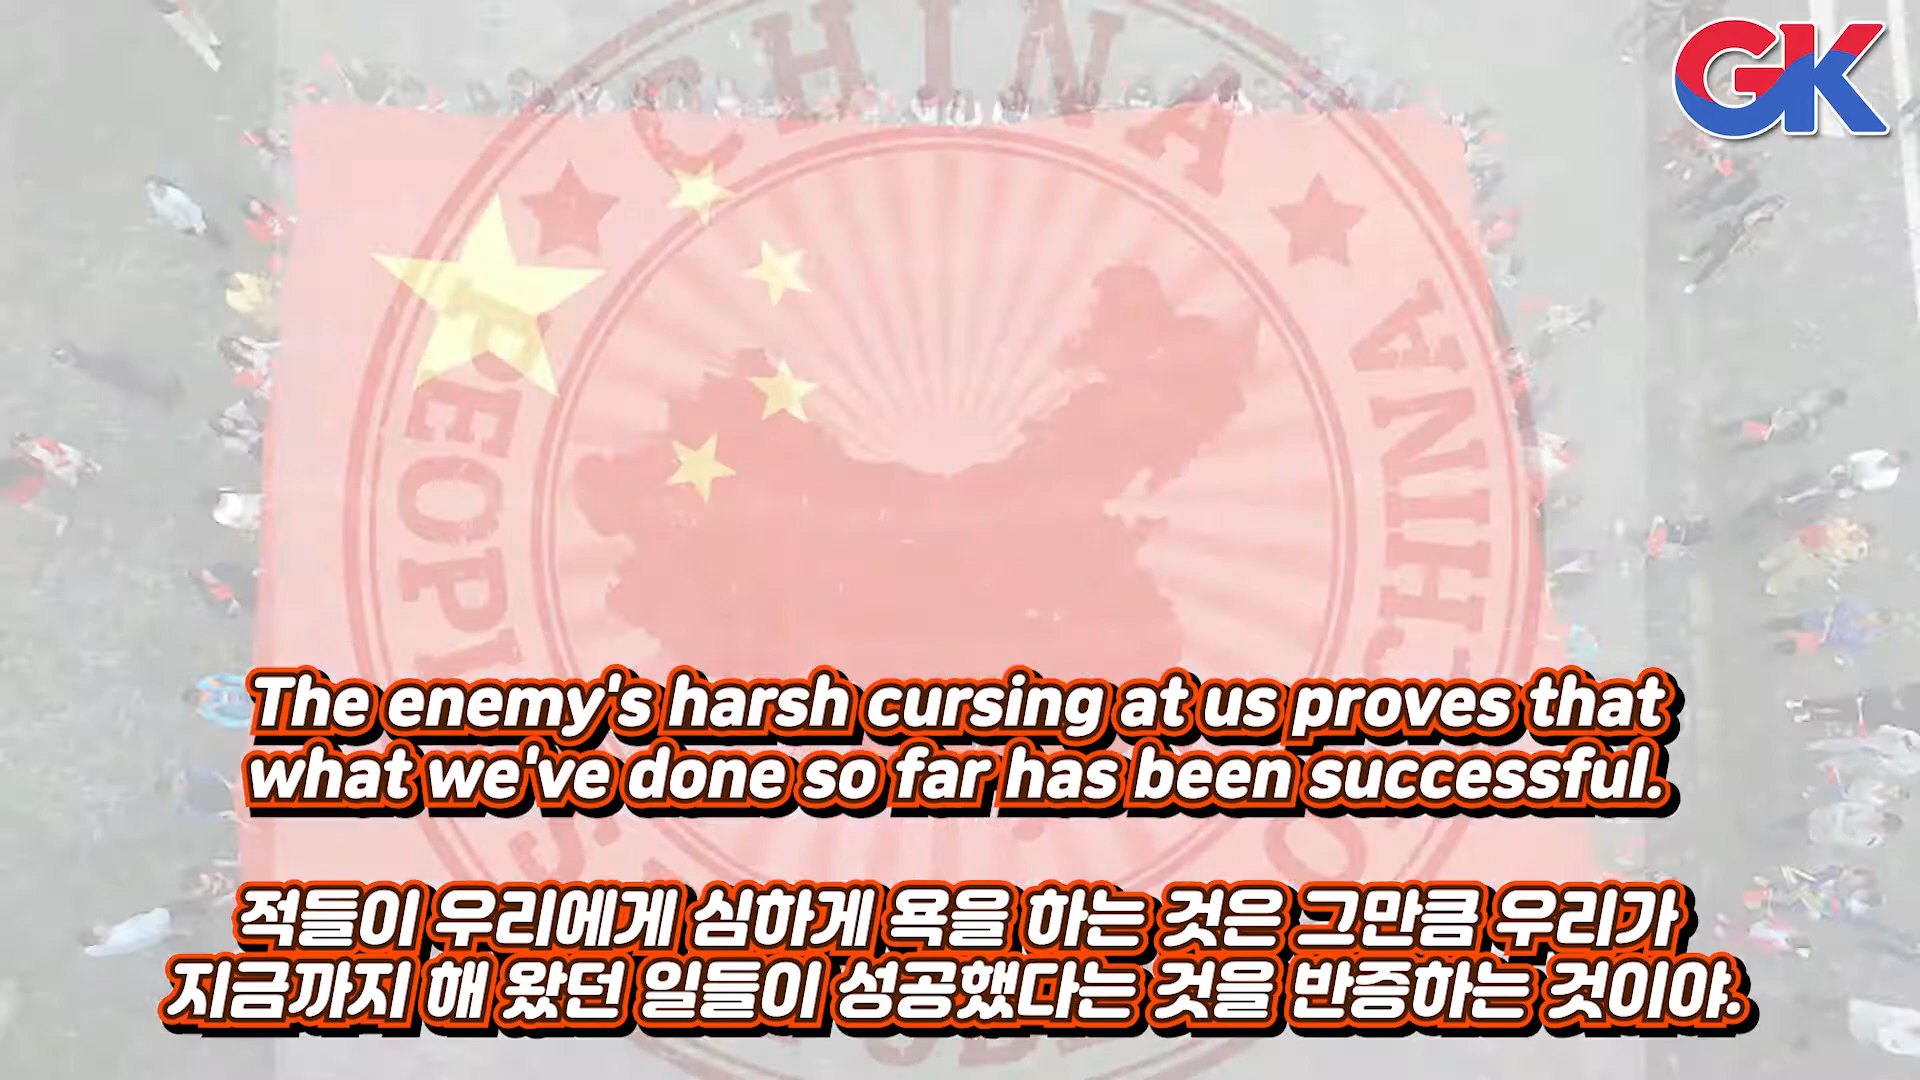 GK
CHINA
PEOPL
CHINA
The enemy's harsh cursing at us proves that
what we've done so far has been successful.
적들이 우리에게 심하게 욕을 하는 것은 그만큼 우리가
지금까지 해 왔던 일들이 성공했다는 것을 반증하는 것이야.